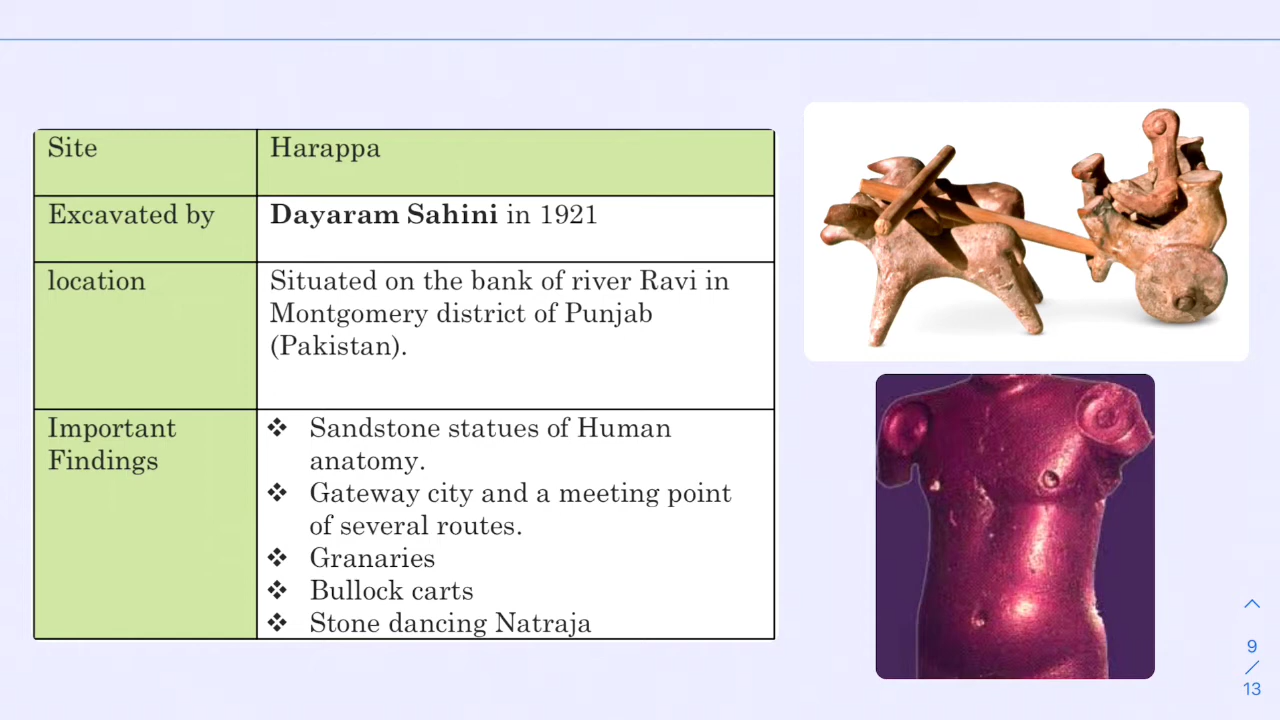 Site
Harappa
Excavated by
Dayaram Sahini in 1921
location
Situated on the bank of river Ravi in
Montgomery district of Punjab
(Pakistan).
Important
Findings
❖ Sandstone statues of Human
anatomy.
❖ Gateway city and a meeting point
of several routes.
❖ Granaries
❖ Bullock carts
❖ Stone dancing Natraja
9
/
13